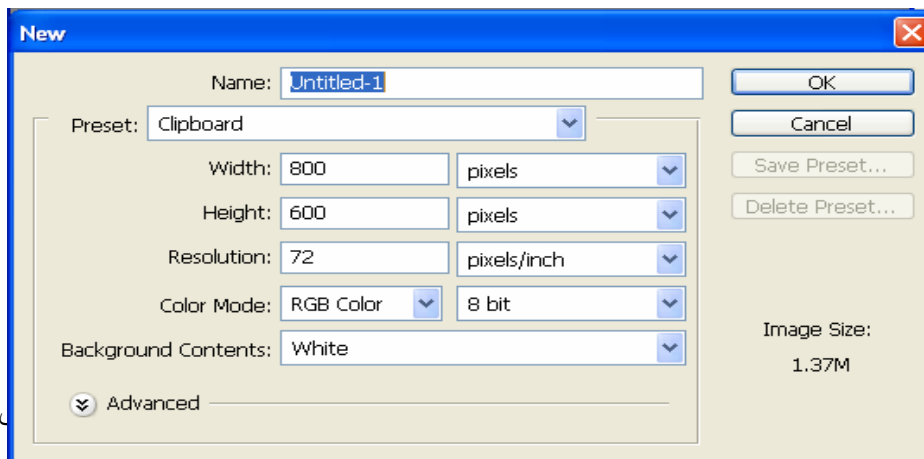 New
Name: Untitled-1
OK
Preset: Clipboard
Cancel
Width: 800 pixels
Save Preset...
Height: 600 pixels
Delete Preset...
Resolution: 72 pixels/inch
Color Mode: RGB Color 8 bit
Image Size:
Background Contents: White
1.37M
Advanced